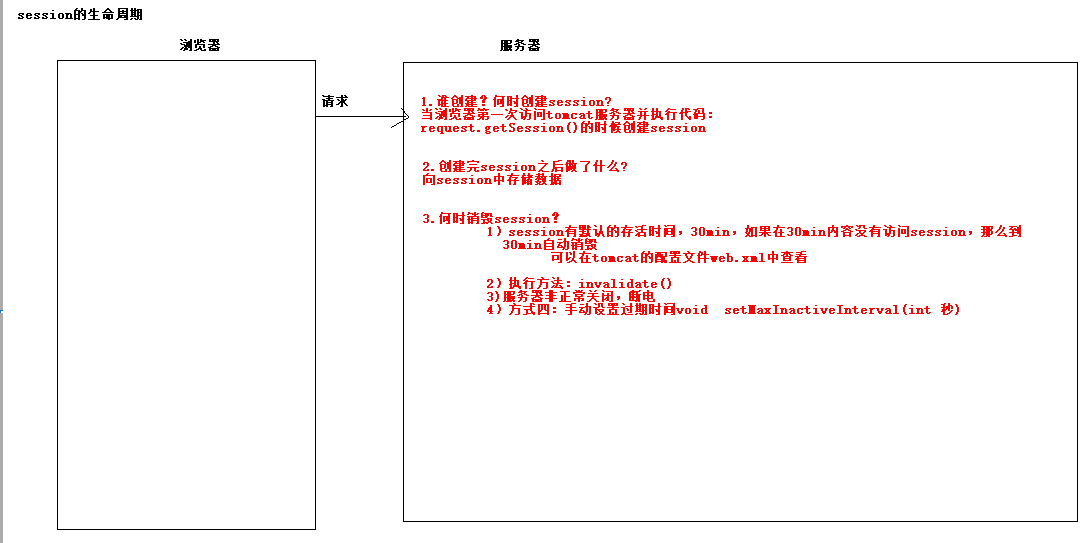 session的生命周期
浏览器
服务器
请求
1.谁创建?何时创建session?
当浏览器第一次访问tomcat服务器并执行代码:
request.getSession()的时候创建session
2.创建完session之后做了什么?
向session中存储数据
3.何时销毁session?
1）session有默认的存活时间，30min，如果在30min内容没有访问session，那么到
30min自动销毁
可以在tomcat的配置文件web.xml中查看
2）执行方法：invalidate()
3)服务器非正常关闭，断电
4）方式四：手动设置过期时间void setMaxInactiveInterval(int 秒)